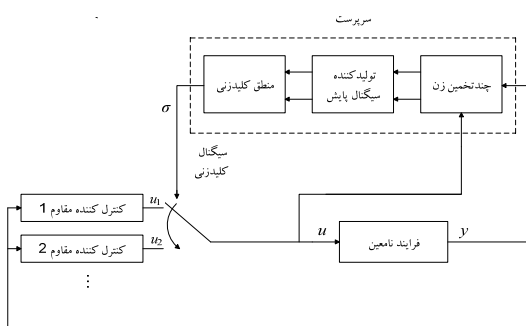 سرپرست
چندتخمین زن
تولیدکننده
سیگنال پایش
منطق کلیدزنی
σ
سیگنال
کلیدزنی
کنترل کننده مقاوم 1
u1
کنترل کننده مقاوم 2
u2
⋮
u
فرایند نامعین
y